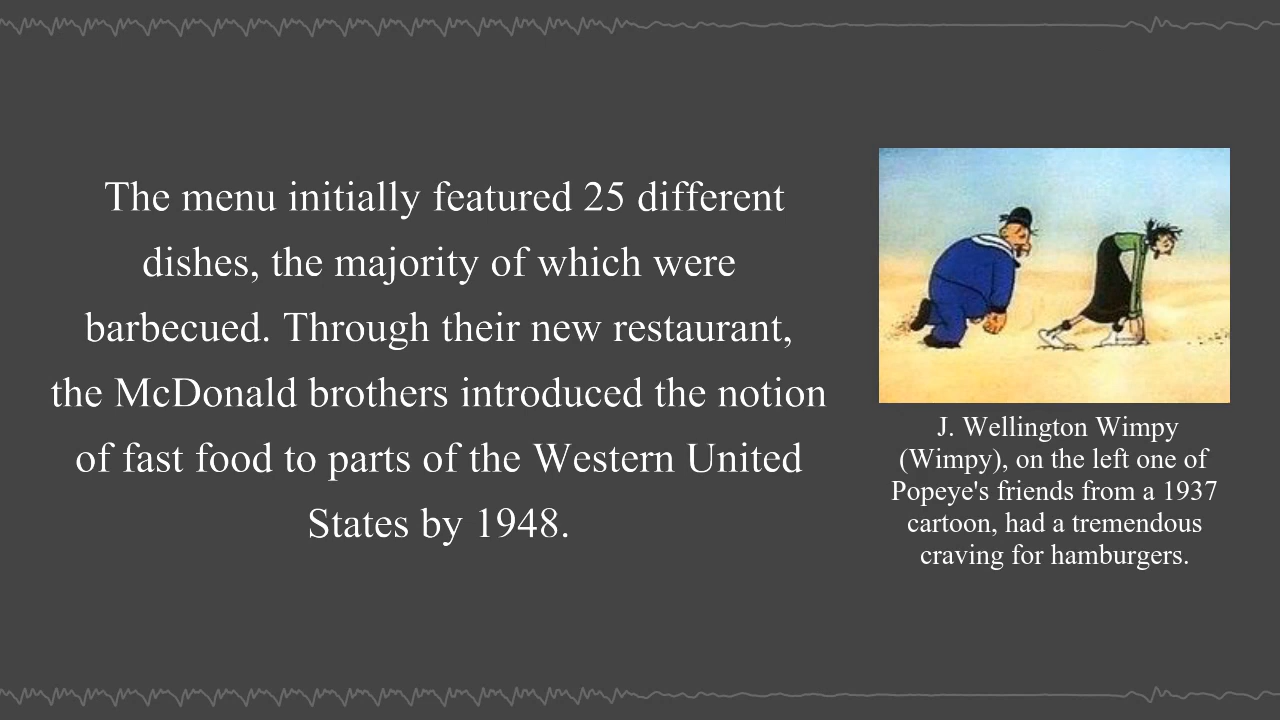 The menu initially featured 25 different
dishes, the majority of which were
barbecued. Through their new restaurant,
the McDonald brothers introduced the notion
of fast food to parts of the Western United
States by 1948.
J. Wellington Wimpy
(Wimpy), on the left one of
Popeye's friends from a 1937
cartoon, had a tremendous
craving for hamburgers.